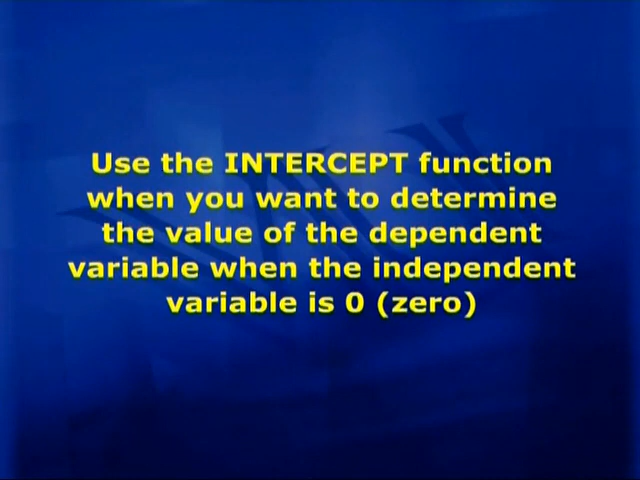 Use the INTERCEPT function
when you want to determine
the value of the dependent
variable when the independent
variable is 0 (zero)